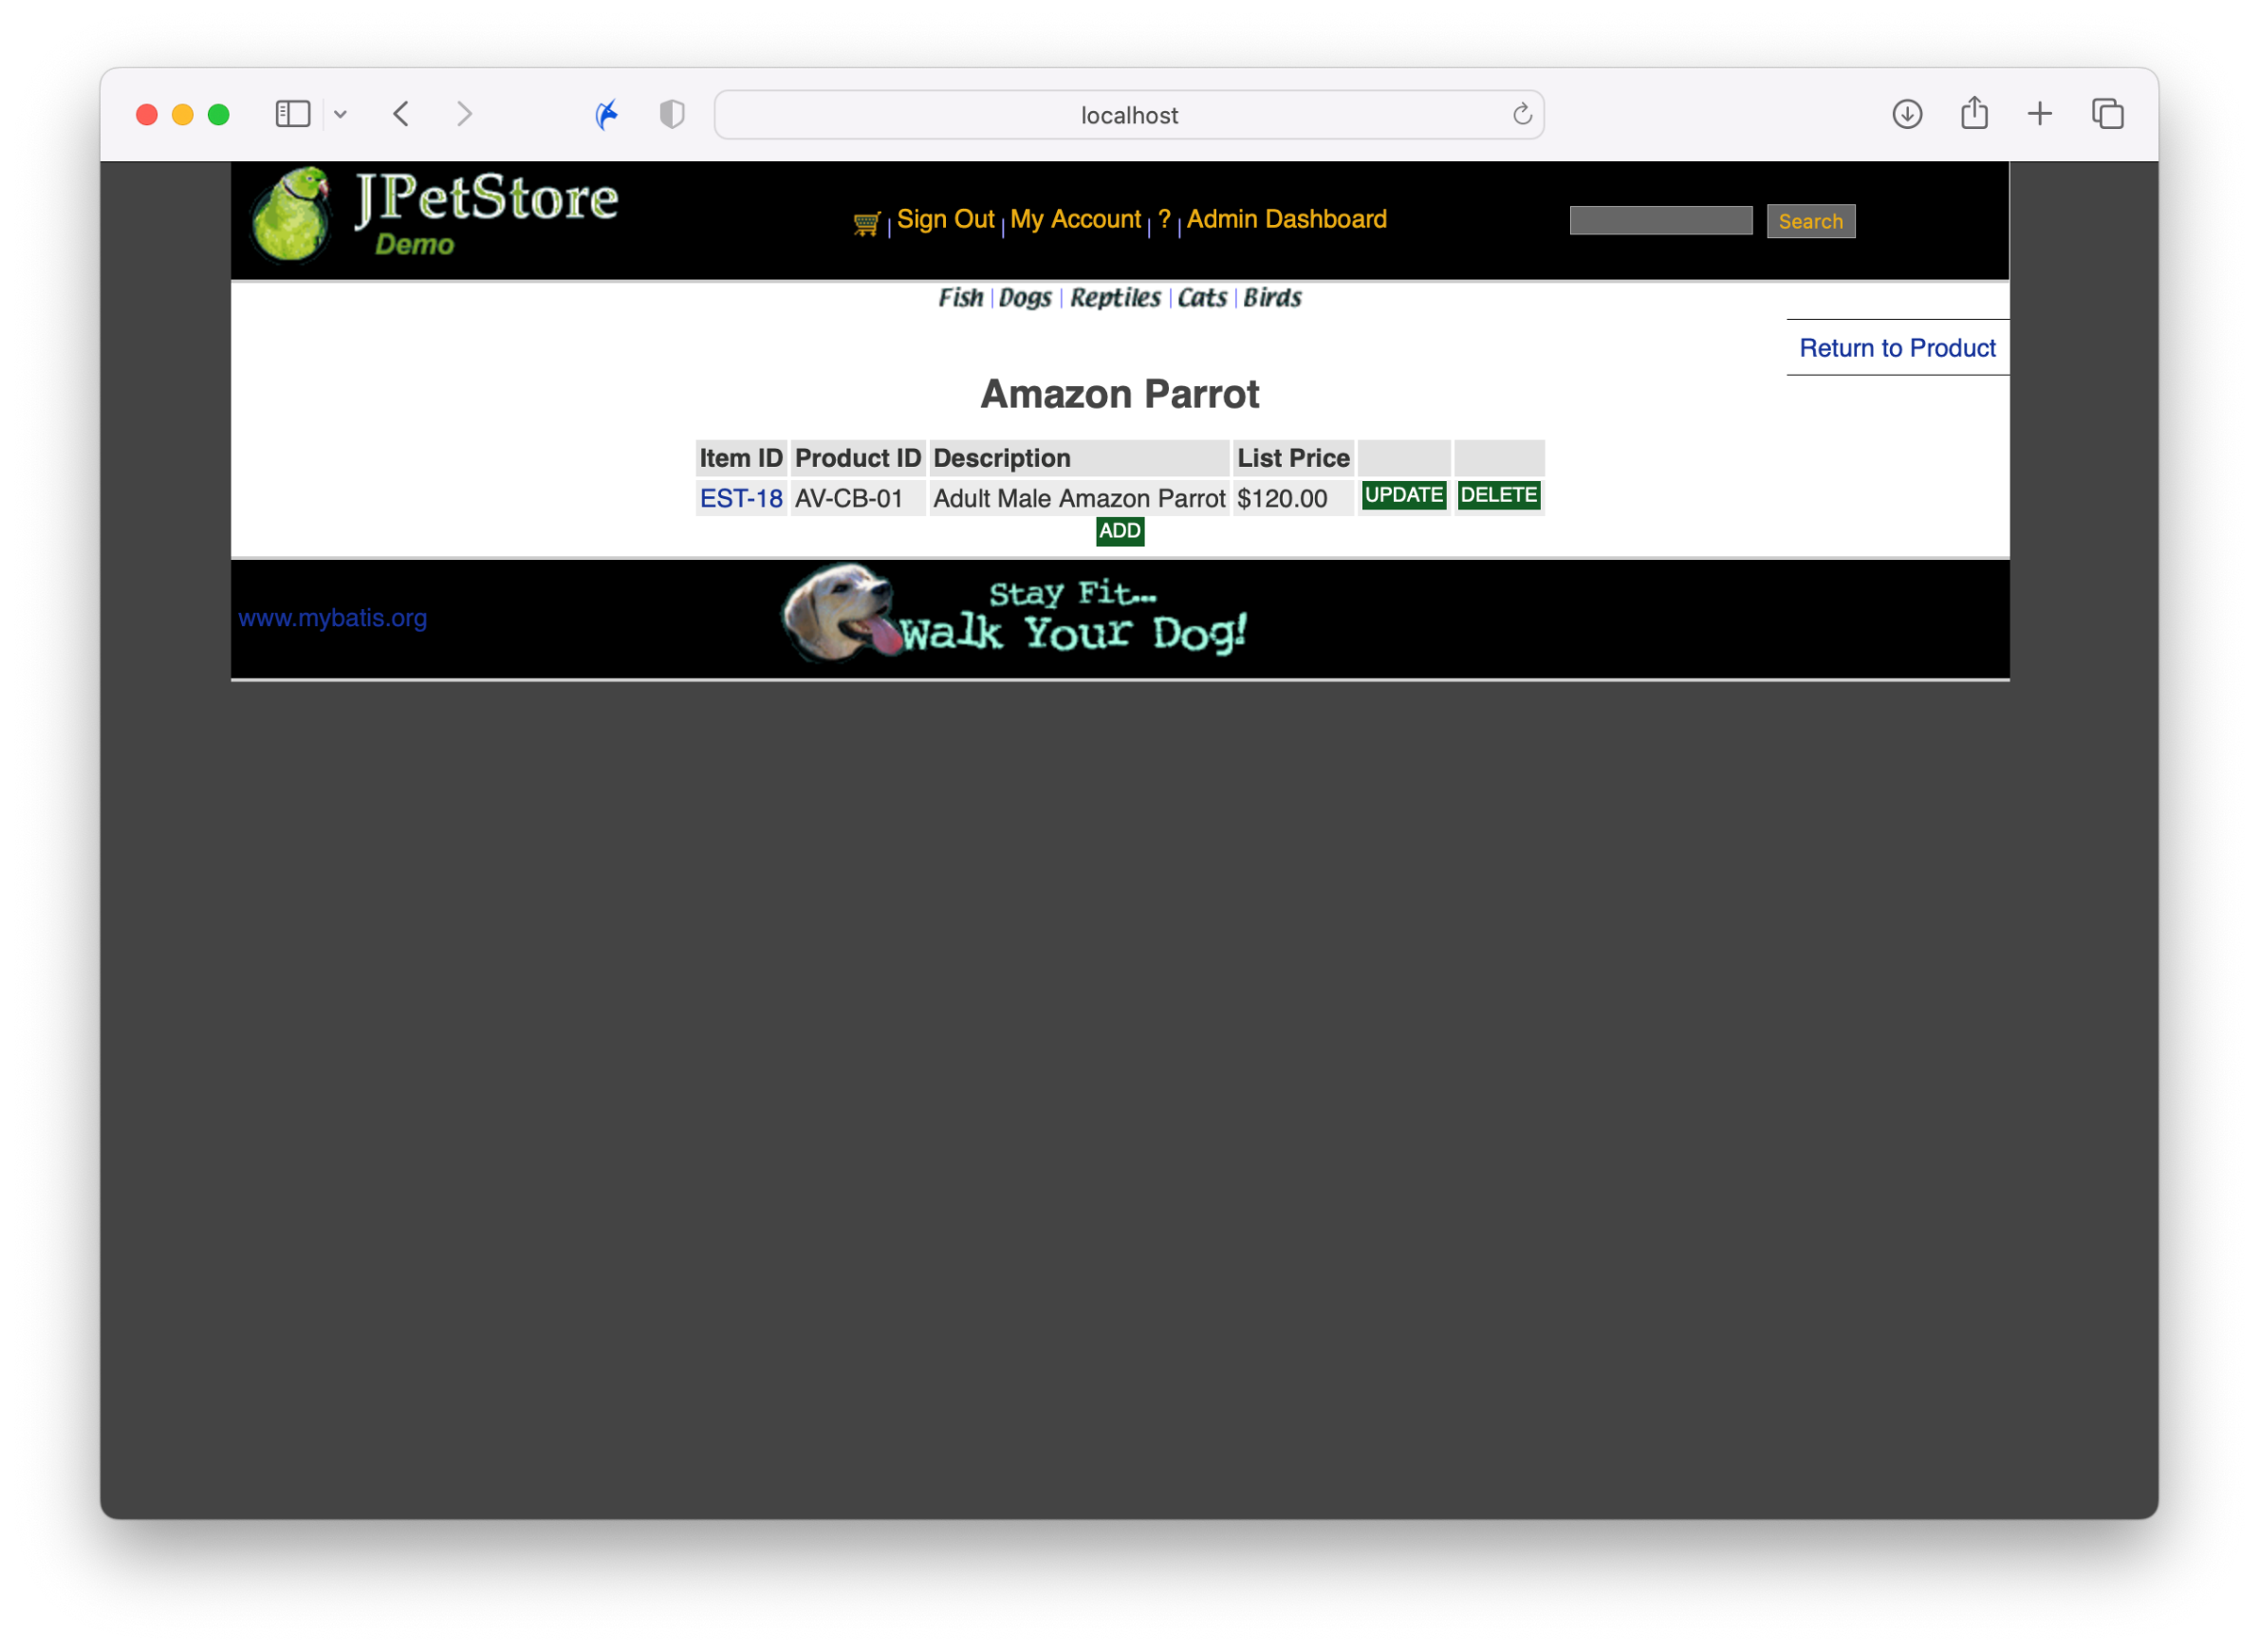 localhost
JPetStore
Demo
Sign Out | My Account | ? | Admin Dashboard
Search
Fish | Dogs | Reptiles | Cats | Birds
Return to Product
Amazon Parrot
Item ID Product ID Description List Price
EST-18 AV-CB-01 Adult Male Amazon Parrot $120.00 UPDATE DELETE
ADD
www.mybatis.org
Stay Fit...
Walk Your Dog!